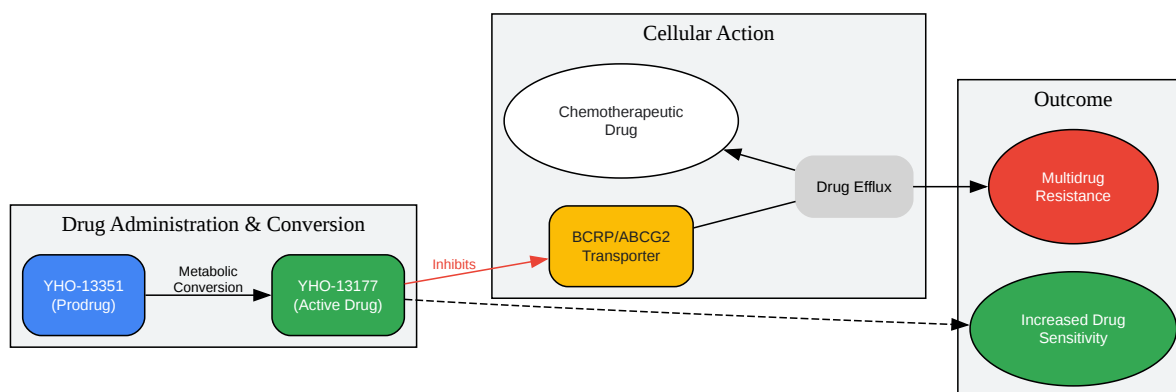 Cellular Action
Chemotherapeutic
Drug
Drug Efflux
BCRP/ABCG2
Transporter
Outcome
Multidrug
Resistance
Increased Drug
Sensitivity
Drug Administration & Conversion
YHO-13351
(Prodrug)
Metabolic
Conversion
YHO-13177
(Active Drug)
Inhibits